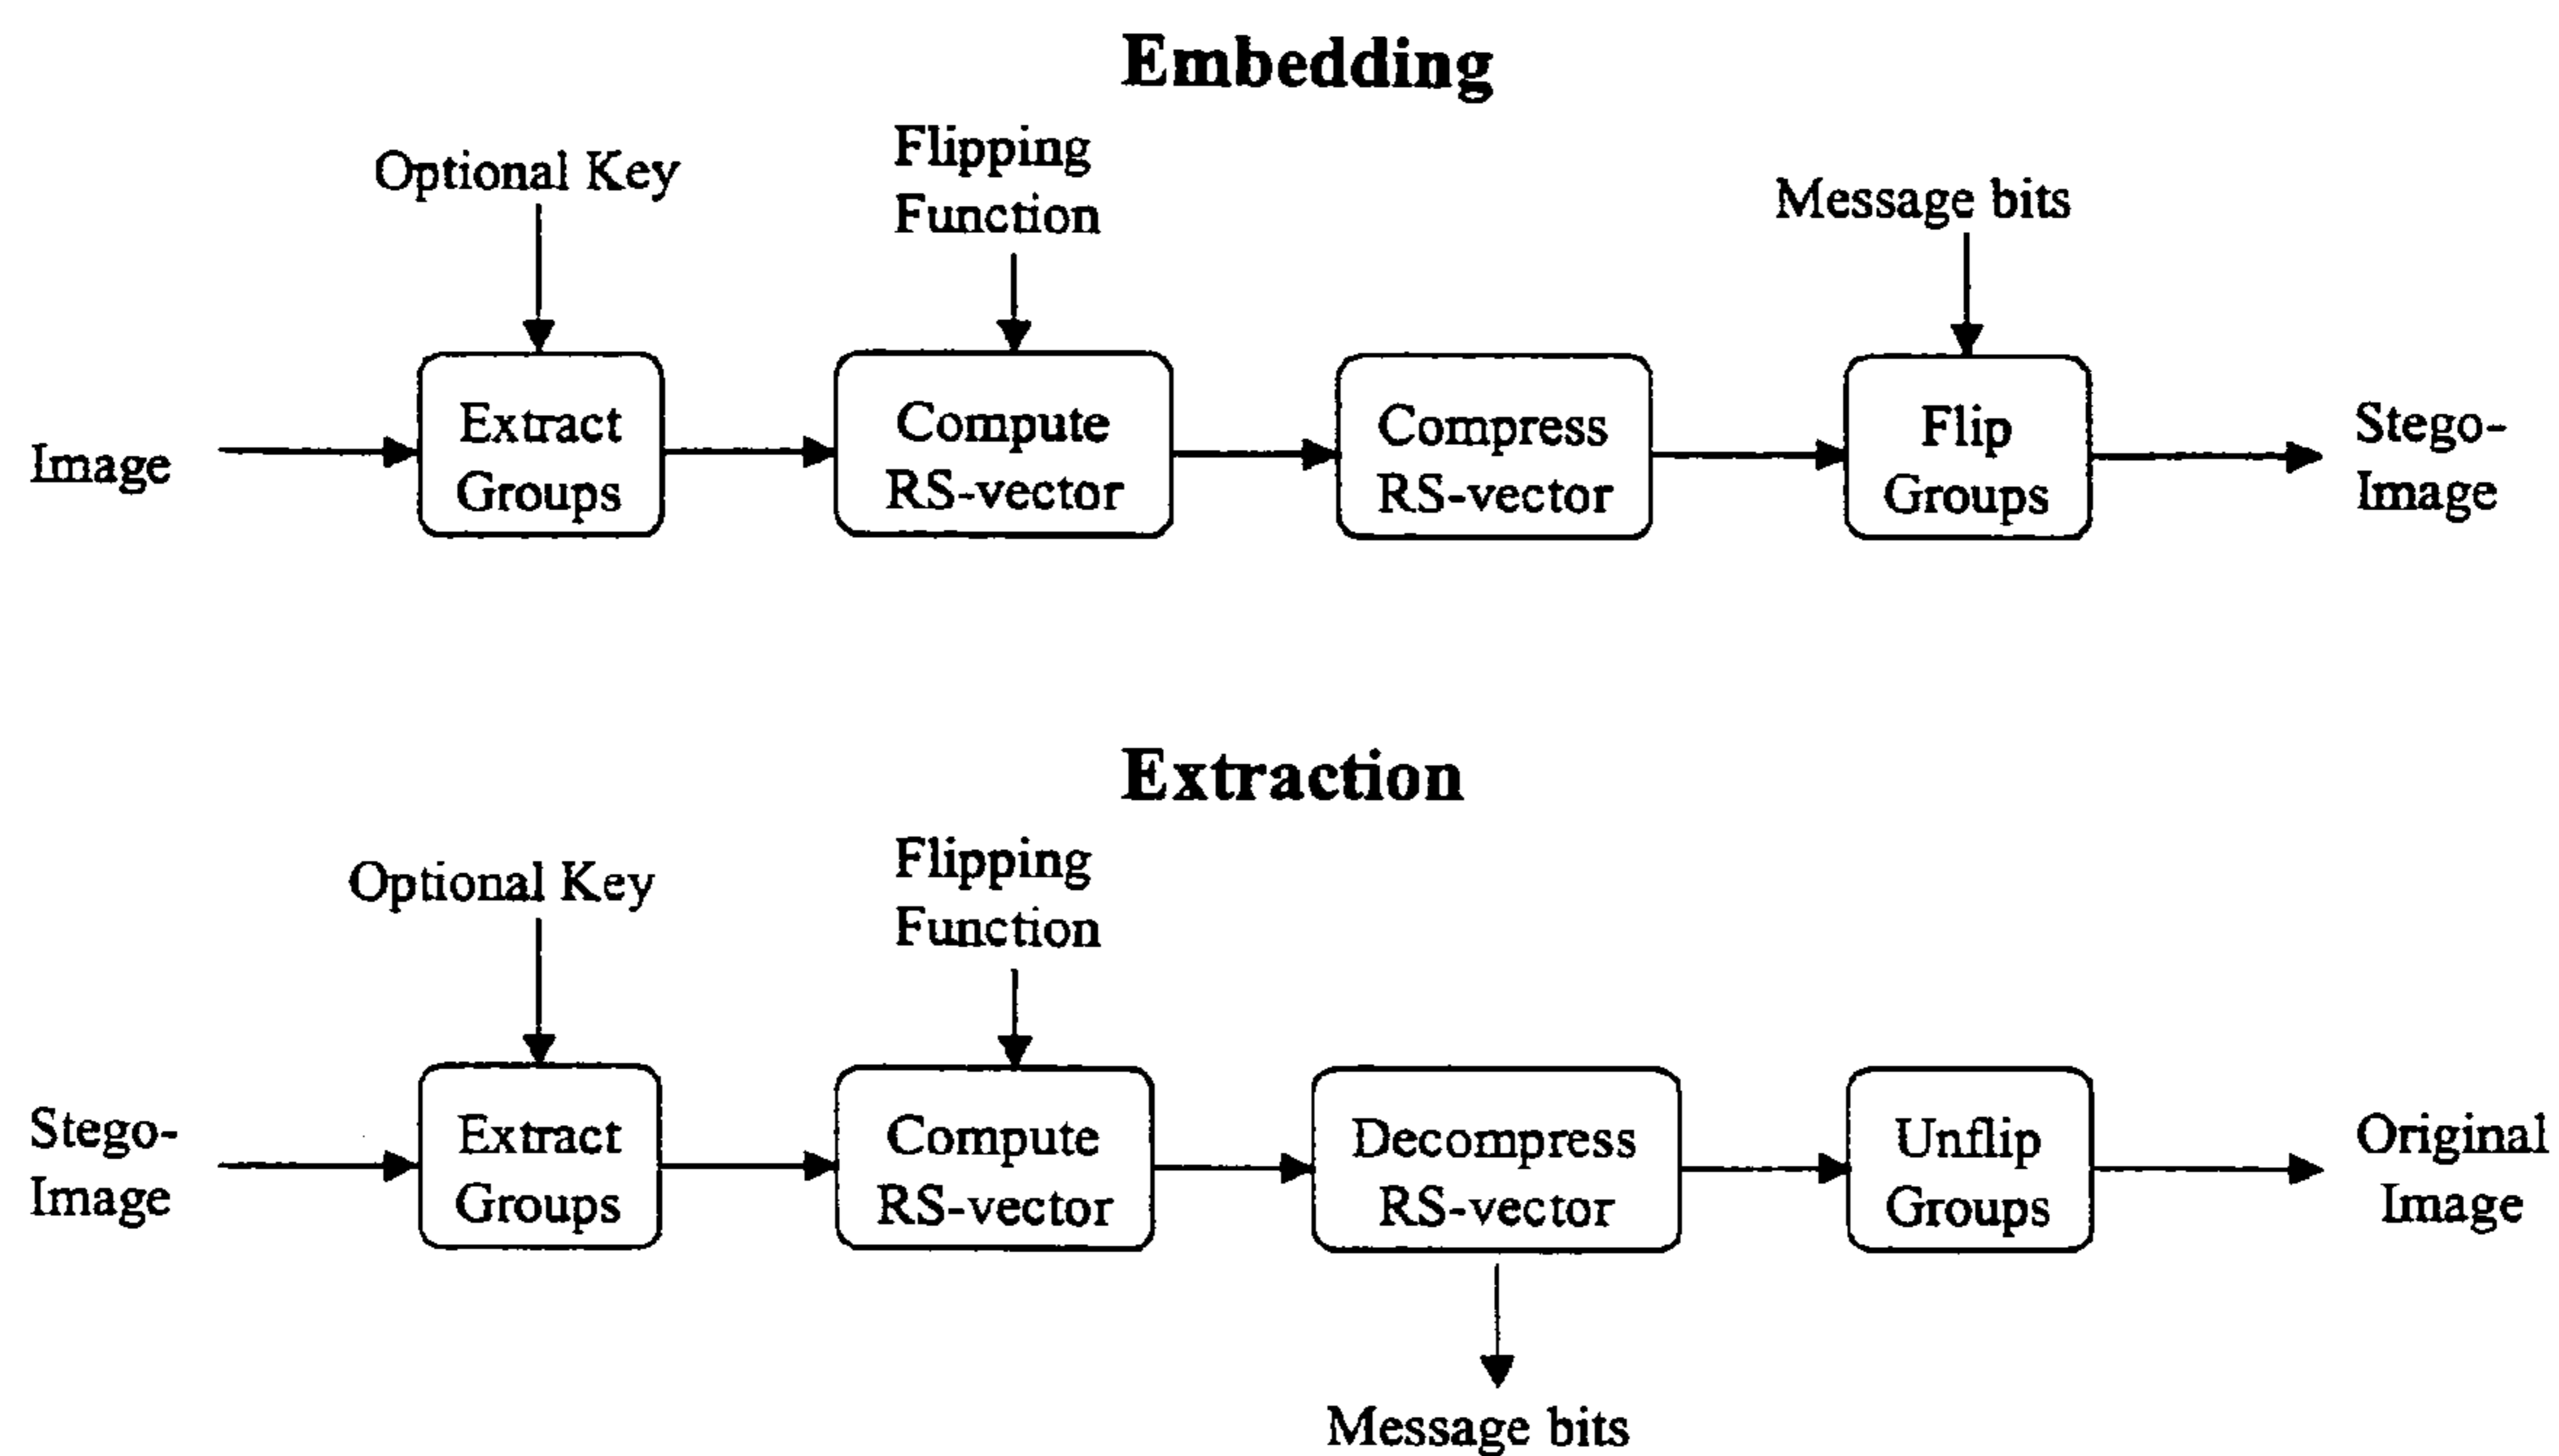 Embedding
Optional Key
Flipping
Function
Message bits
Image
Extract
Groups
Compute
RS-vector
Compress
RS-vector
Flip
Groups
Stego-
Image
Extraction
Optional Key
Flipping
Function
Stego-
Image
Extract
Groups
Compute
RS-vector
Decompress
RS-vector
Unflip
Groups
Original
Image
Message bits